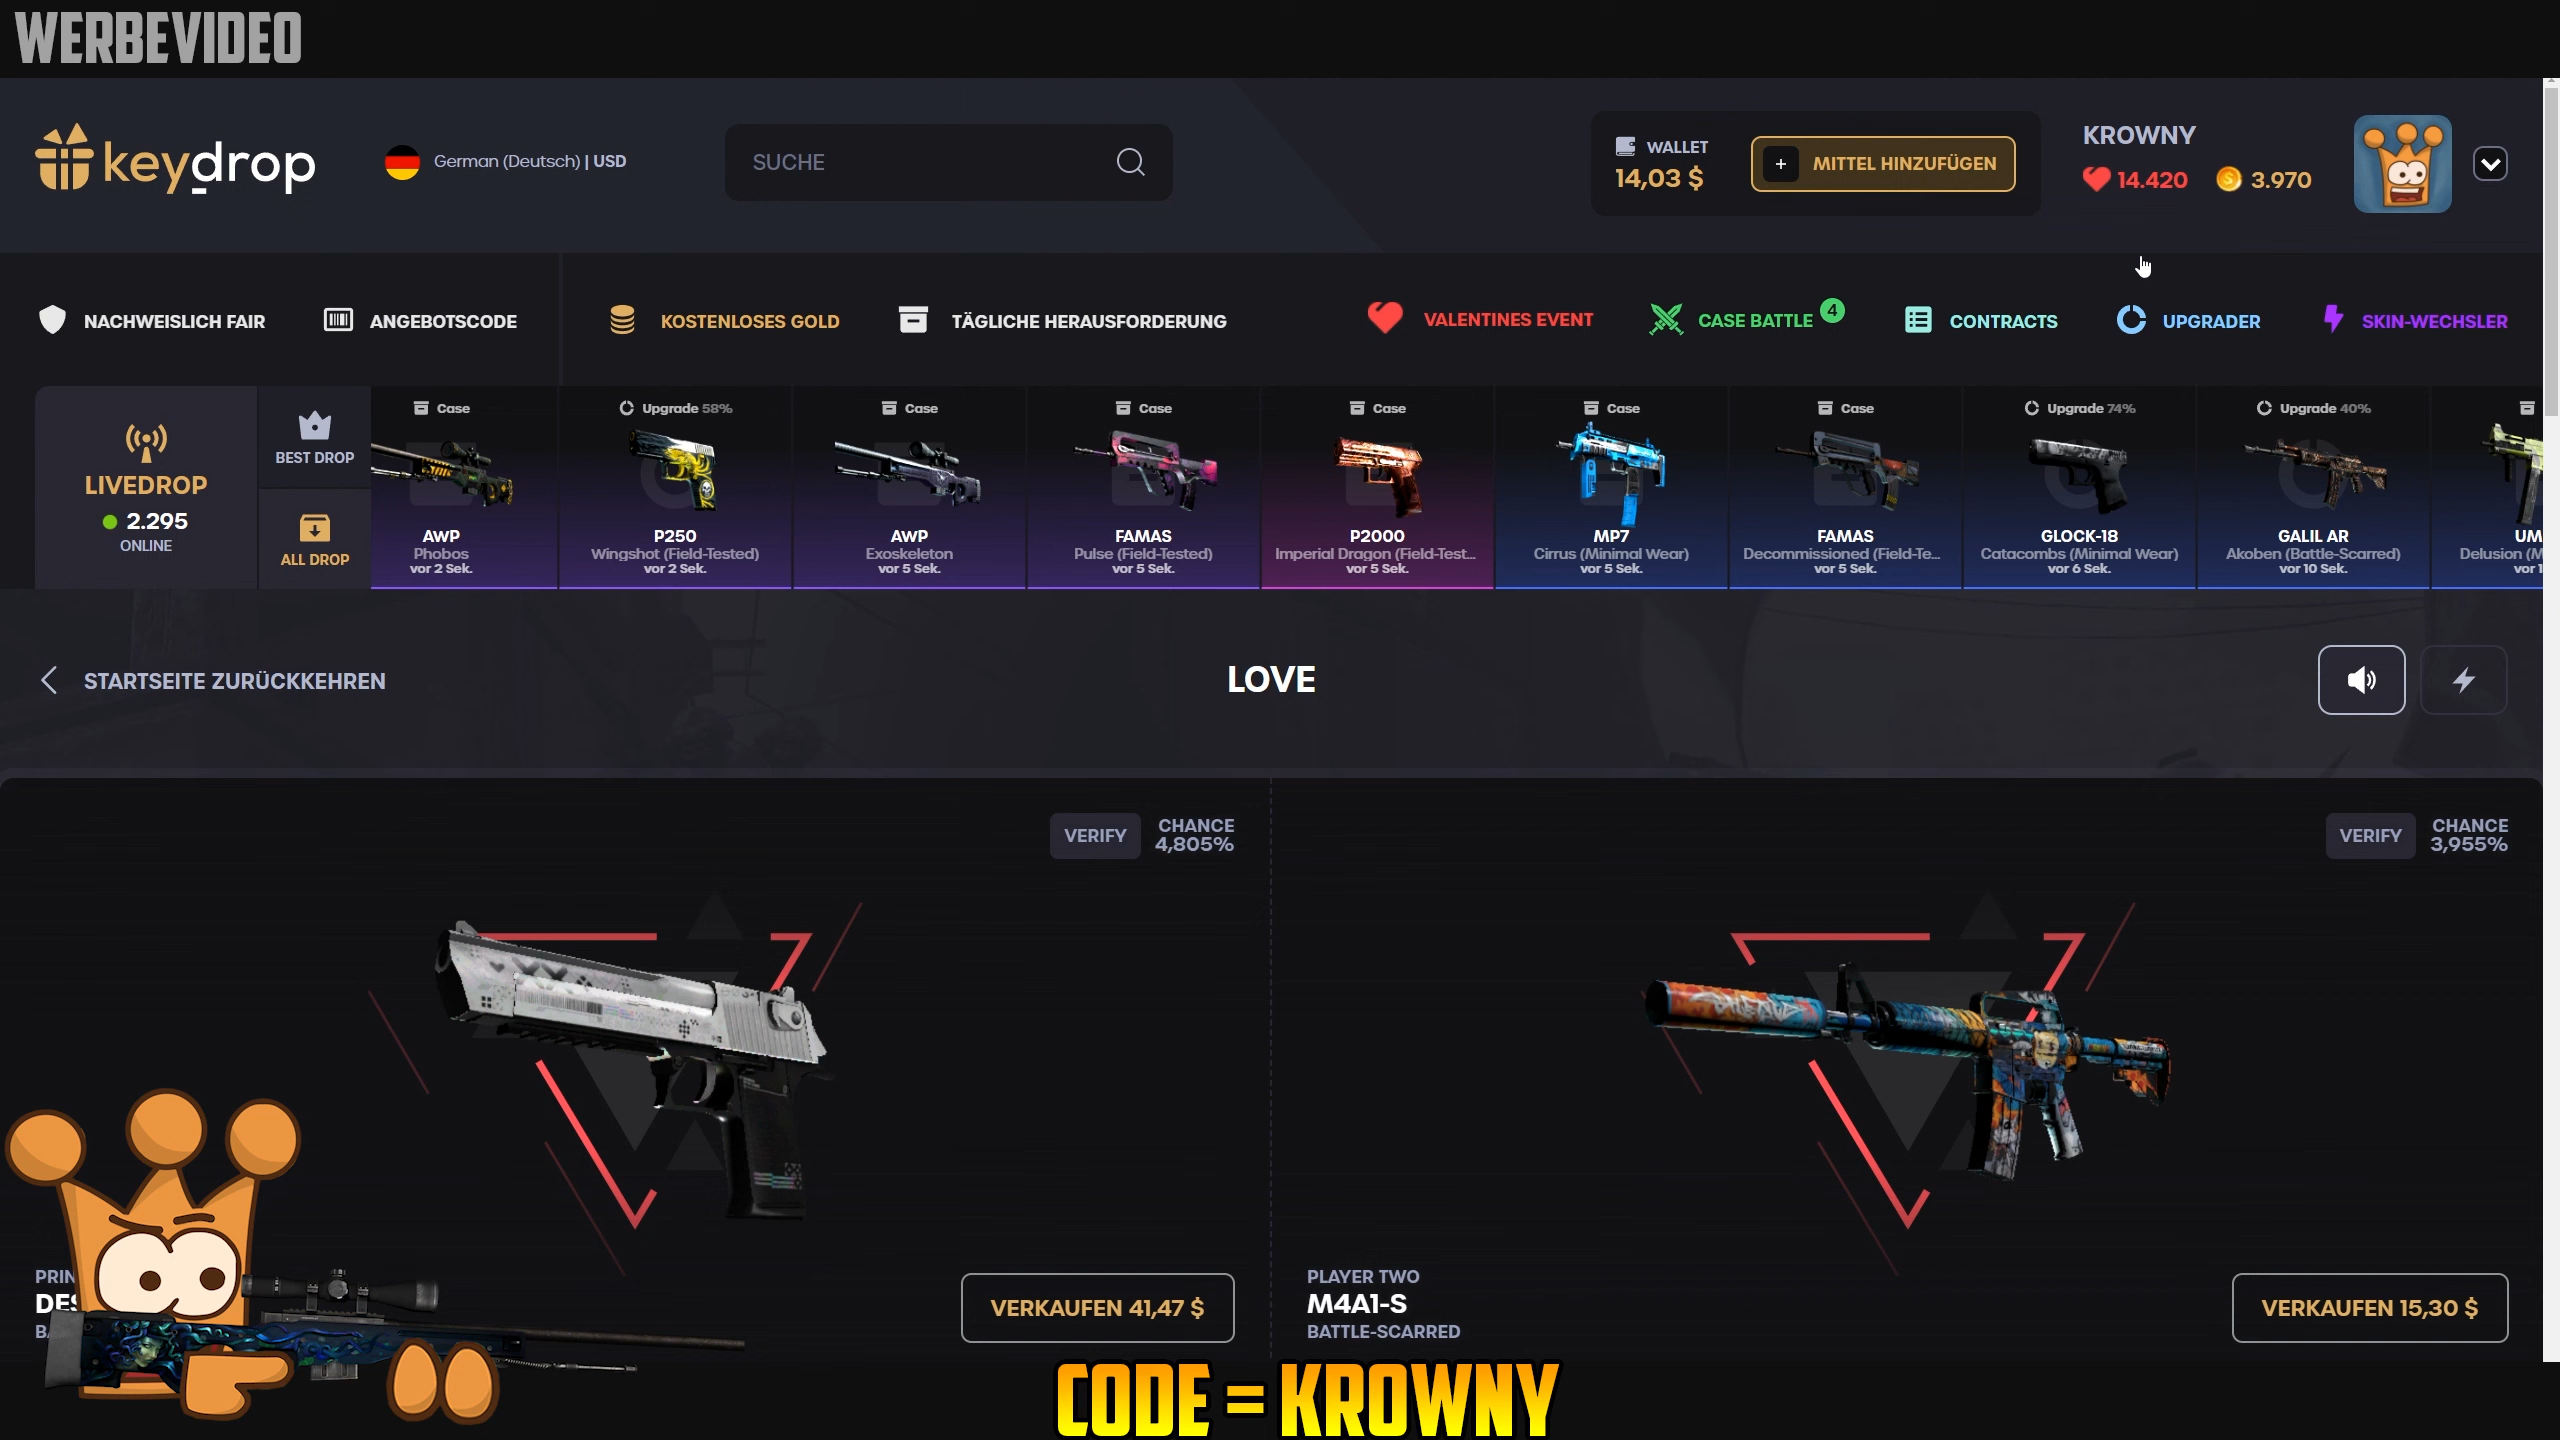 WERBEVIDEO
keydrop
German (Deutsch) | USD
SUCHE
WALLET
14,03 $
+ MITTEL HINZUFÜGEN
KROWNY
14.420
3.970
NACHWEISLICH FAIR
ANGEBOTSCODE
KOSTENLOSES GOLD
TÄGLICHE HERAUSFORDERUNG
VALENTINES EVENT
CASE BATTLE 4
CONTRACTS
UPGRADER
SKIN-WECHSLER
LIVEDROP
2.295
ONLINE
BEST DROP
ALL DROP
Case
AWP
Phobos
vor 2 Sek.
Upgrade 58%
P250
Wingshot (Field-Tested)
vor 2 Sek.
Case
AWP
Exoskeleton
vor 5 Sek.
Case
FAMAS
Pulse (Field-Tested)
vor 5 Sek.
Case
P2000
Imperial Dragon (Field-Test...
vor 5 Sek.
Case
MP7
Cirrus (Minimal Wear)
vor 5 Sek.
Case
FAMAS
Decommissioned (Field-Te...
vor 5 Sek.
Upgrade 74%
GLOCK-18
Catacombs (Minimal Wear)
vor 6 Sek.
Upgrade 40%
GALIL AR
Akoben (Battle-Scarred)
vor 10 Sek.
UM
Delusion (M
vor 1
STARTSEITE ZURÜCKKEHREN
LOVE
VERIFY
CHANCE
4,805%
VERIFY
CHANCE
3,955%
PRIN
DES
BA
VERKAUFEN 41,47 $
PLAYER TWO
M4A1-S
BATTLE-SCARRED
VERKAUFEN 15,30 $
CODE = KROWNY